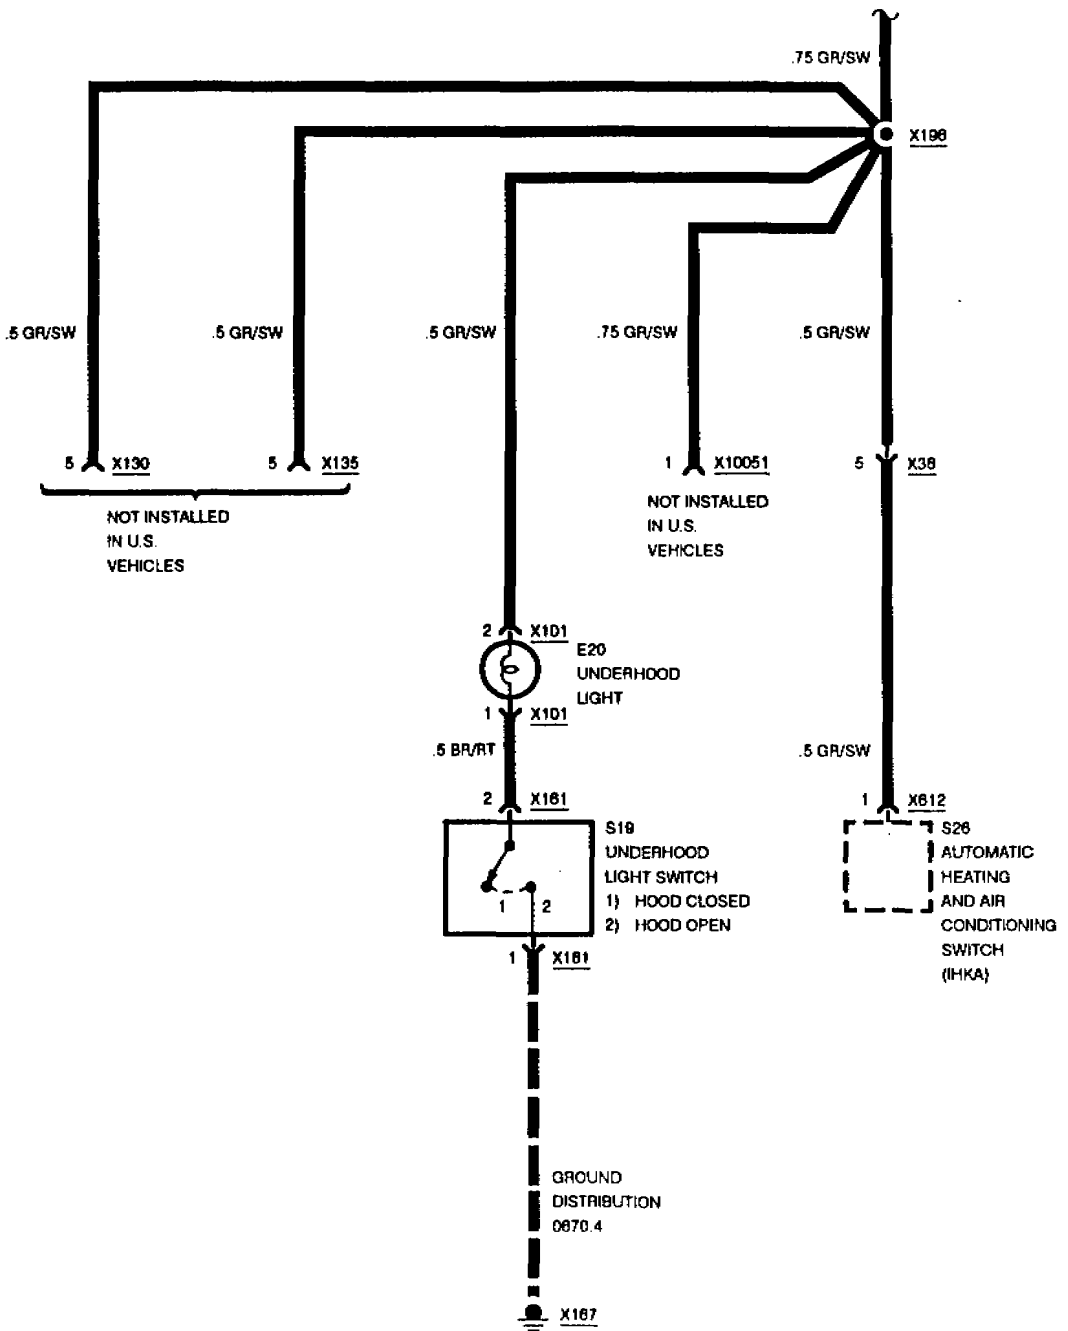 .75 GR/SW
X196
.5 GR/SW
.5 GR/SW
.5 GR/SW
.75 GR/SW
.5 GR/SW
5
X130
5
X135
1
X10051
5
X38
NOT INSTALLED
IN U.S.
VEHICLES
NOT INSTALLED
IN U.S.
VEHICLES
2
X101
E20
UNDERHOOD
LIGHT
1
X101
.5 BR/RT
.5 GR/SW
2
X161
1
X612
S19
UNDERHOOD
LIGHT SWITCH
1) HOOD CLOSED
2) HOOD OPEN
1
2
S26
AUTOMATIC
HEATING
AND AIR
CONDITIONING
SWITCH
(IHKA)
1
X161
GROUND
DISTRIBUTION
0670.4
X167